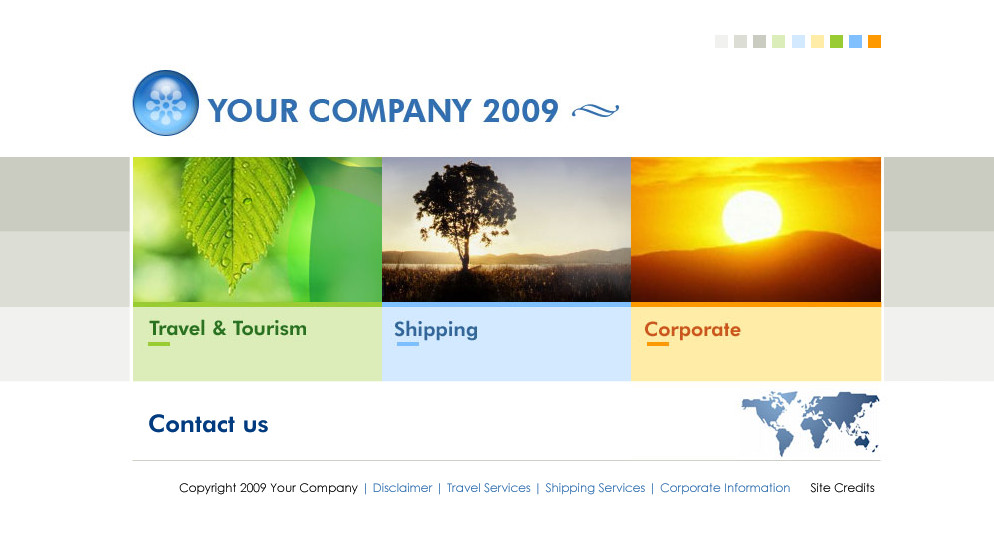 YOUR COMPANY 2009
Travel & Tourism
Shipping
Corporate
Contact us
Copyright 2009 Your Company | Disclaimer | Travel Services | Shipping Services | Corporate Information Site Credits